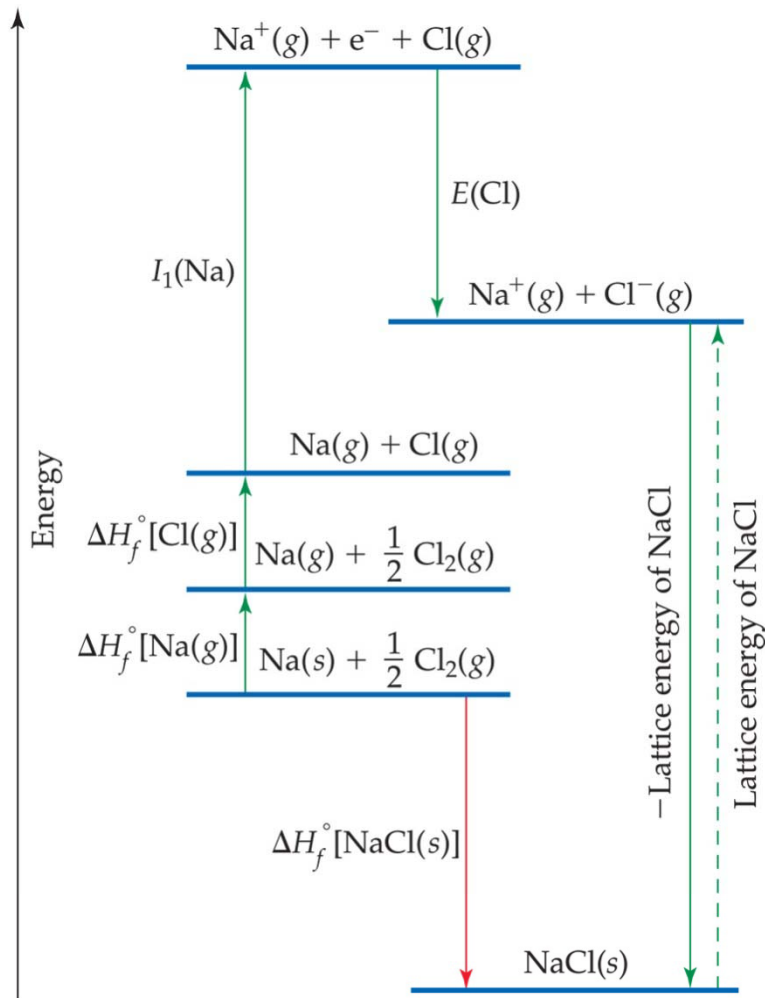 Na⁺(g) + e⁻ + Cl(g)
E(Cl)
I₁(Na)
Na⁺(g) + Cl⁻(g)
Na(g) + Cl(g)
Energy
ΔH°f[Cl(g)]
Na(g) + 1/2 Cl₂(g)
ΔH°f[Na(g)]
Na(s) + 1/2 Cl₂(g)
−Lattice energy of NaCl
Lattice energy of NaCl
ΔH°f[NaCl(s)]
NaCl(s)